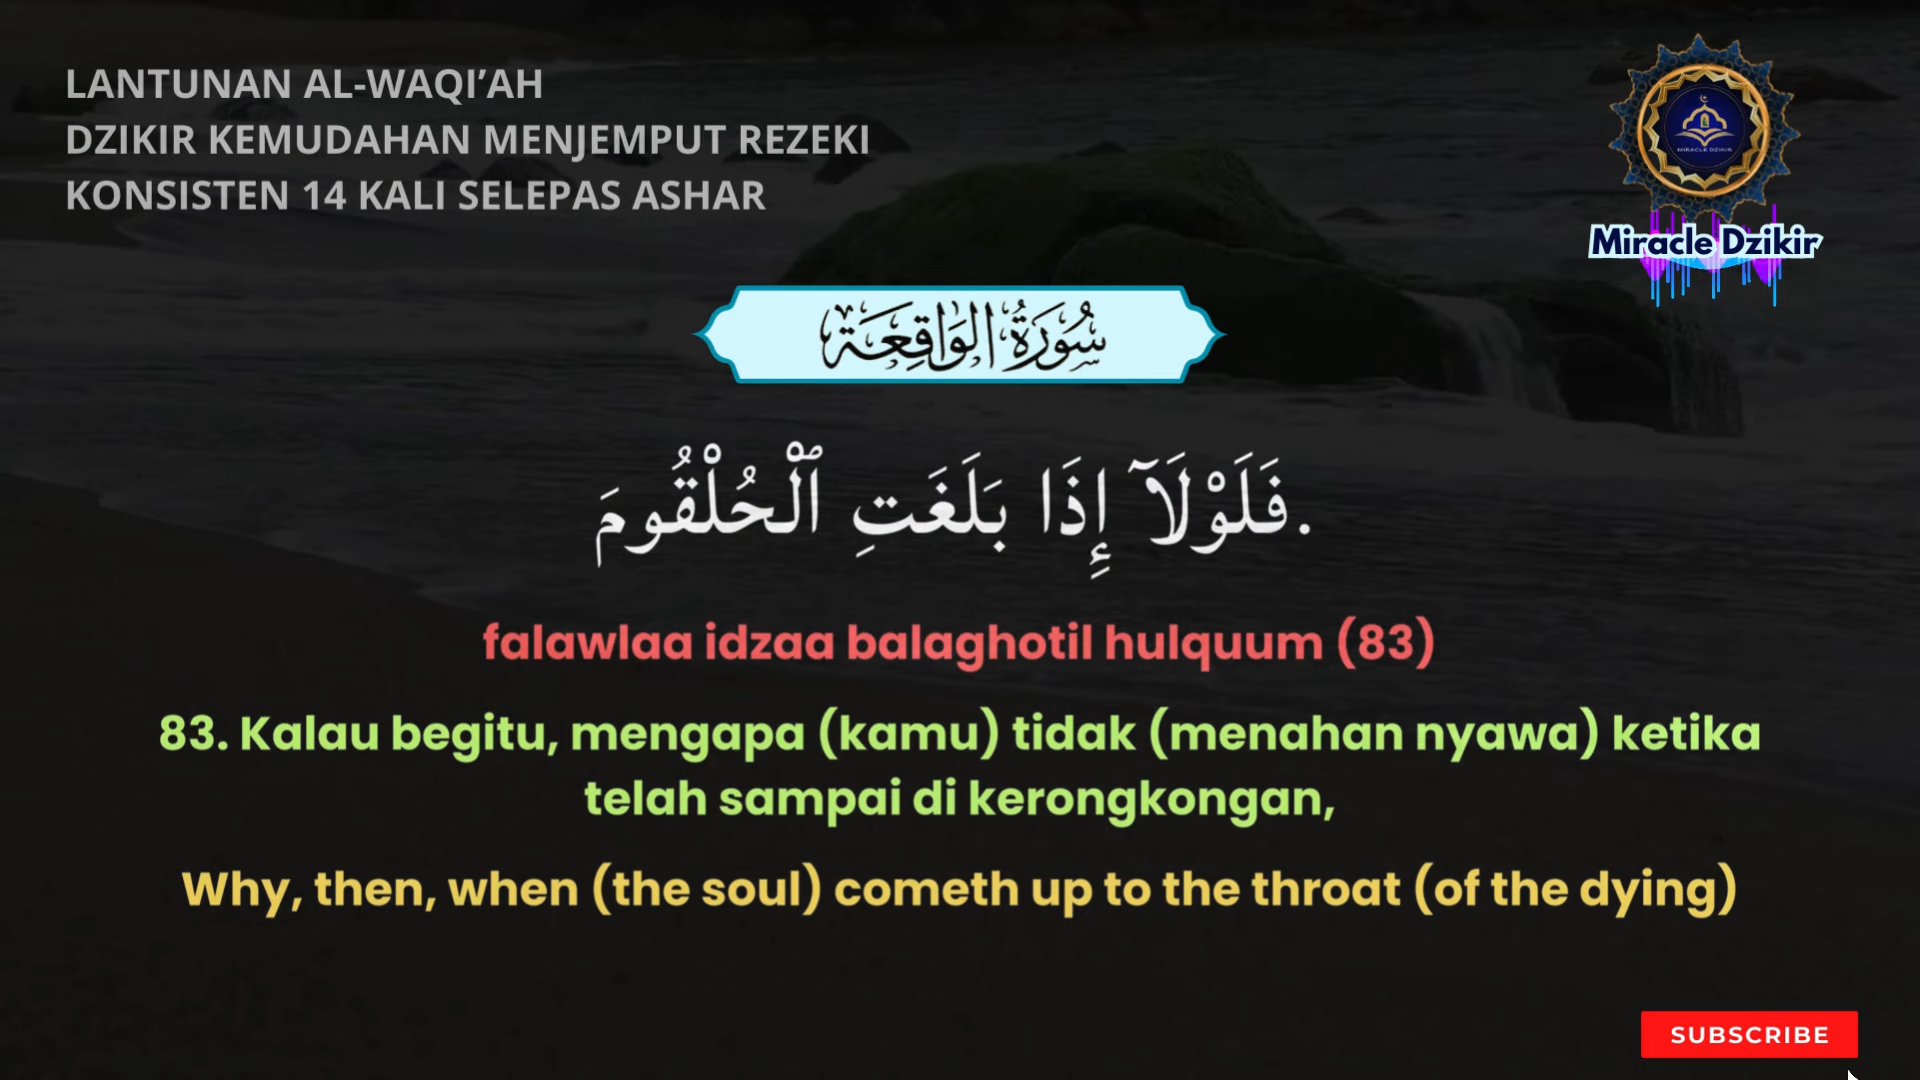 LANTUNAN AL-WAQI’AH
DZIKIR KEMUDAHAN MENJEMPUT REZEKI
KONSISTEN 14 KALI SELEPAS ASHAR
MIRACLE DZIKIR
Miracle Dzikir
سُورَةُ الوَاقِعَة
فَلَوْلَآ إِذَا بَلَغَتِ ٱلْحُلْقُومَ.
falawlaa idzaa balaghotil hulquum (83)
83. Kalau begitu, mengapa (kamu) tidak (menahan nyawa) ketika
telah sampai di kerongkongan,
Why, then, when (the soul) cometh up to the throat (of the dying)
SUBSCRIBE